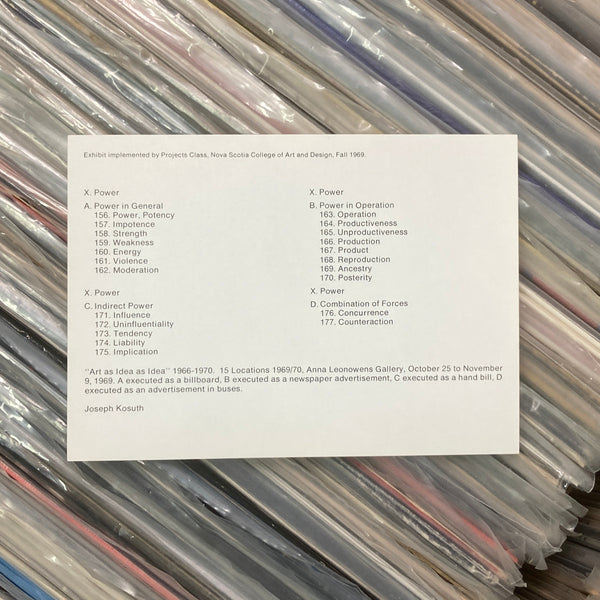 Exhibit implemented by Projects Class, Nova Scotia College of Art and Design, Fall 1969.
X. Power
A. Power in General
156. Power, Potency
157. Impotence
158. Strength
159. Weakness
160. Energy
161. Violence
162. Moderation
X. Power
B. Power in Operation
163. Operation
164. Productiveness
165. Unproductiveness
166. Production
167. Product
168. Reproduction
169. Ancestry
170. Posterity
X. Power
C. Indirect Power
171. Influence
172. Uninfluentiality
173. Tendency
174. Liability
175. Implication
X. Power
D. Combination of Forces
176. Concurrence
177. Counteraction
"Art as Idea as Idea" 1966-1970. 15 Locations 1969/70, Anna Leonowens Gallery, October 25 to November
9, 1969. A executed as a billboard, B executed as a newspaper advertisement, C executed as a hand bill, D
executed as an advertisement in buses.
Joseph Kosuth